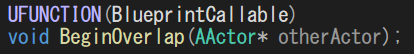 UFUNCTION(BlueprintCallable)
void BeginOverlap(AActor* otherActor);